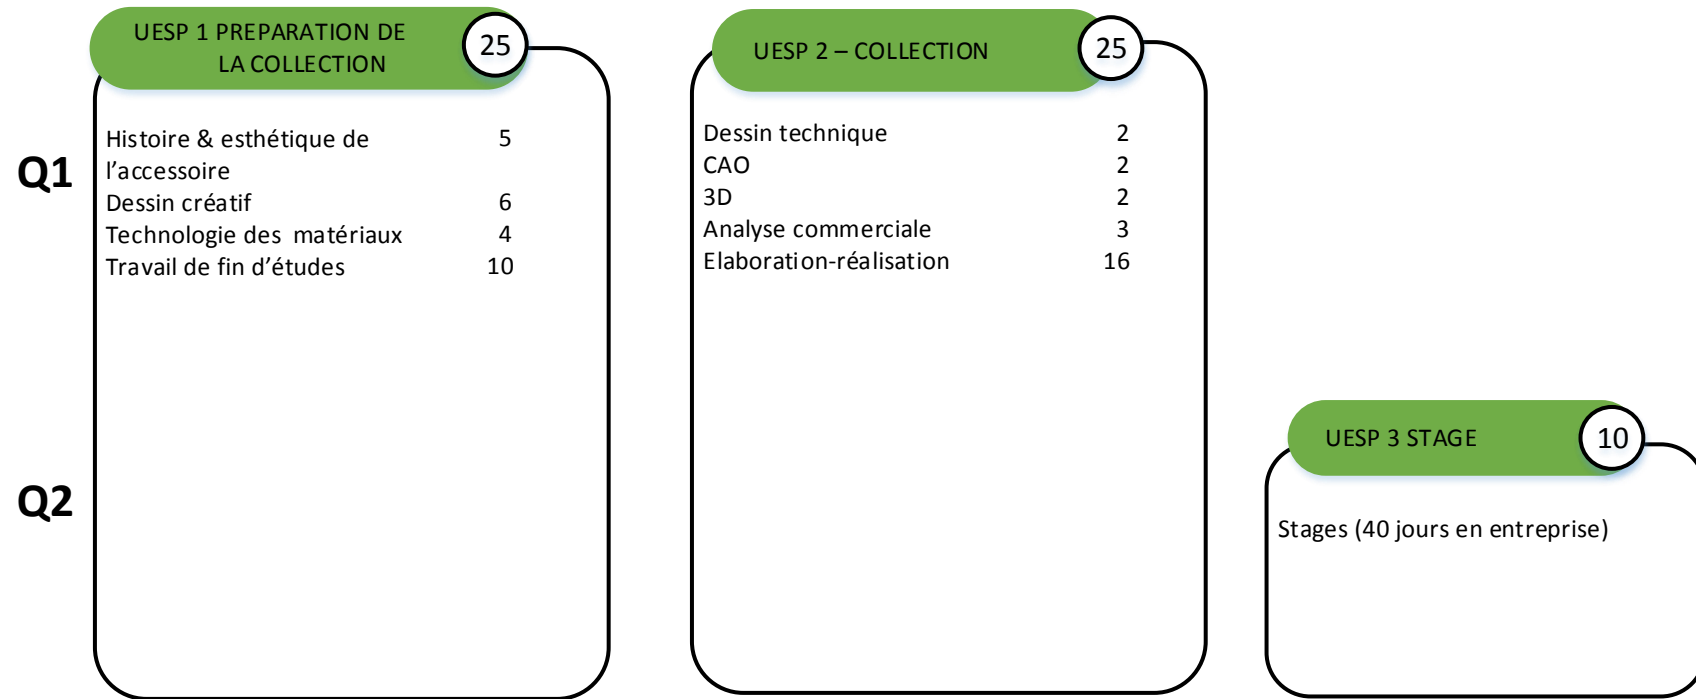 UESP 1 PREPARATION DE
LA COLLECTION
25
Q1
Histoire & esthétique de 5
l’accessoire
Dessin créatif 6
Technologie des matériaux 4
Travail de fin d’études 10
UESP 2 – COLLECTION 25
Dessin technique 2
CAO 2
3D 2
Analyse commerciale 3
Elaboration-réalisation 16
Q2
UESP 3 STAGE 10
Stages (40 jours en entreprise)